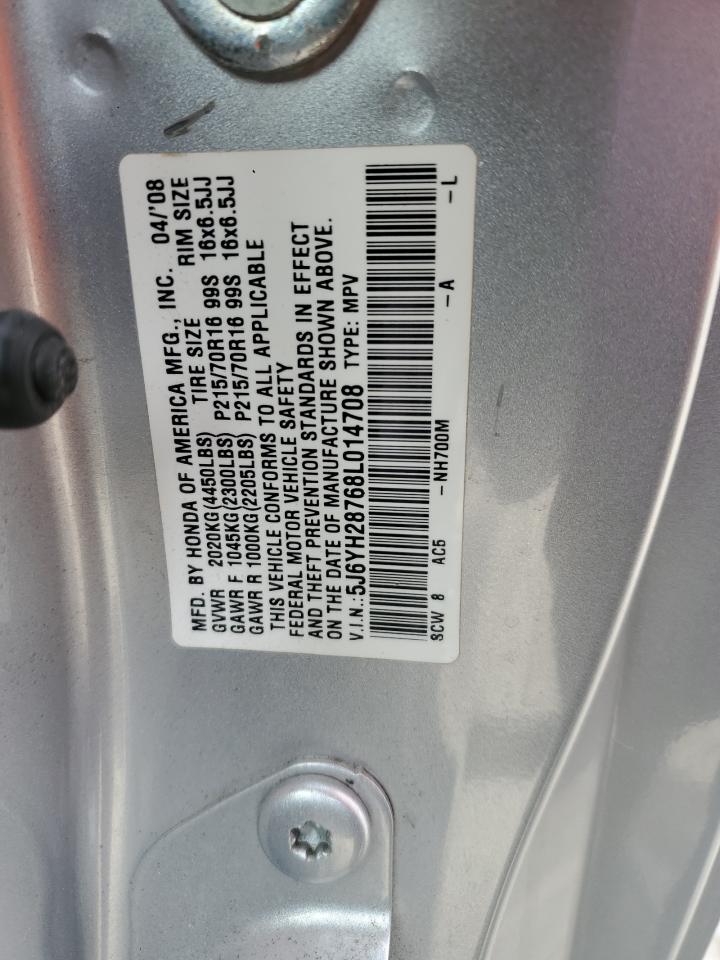 MFD. BY HONDA OF AMERICA MFG., INC. 04/'08
GVWR 2020KG(4450LBS) TIRE SIZE RIM SIZE
GAWR F 1045KG(2300LBS) P215/70R16 99S 16x6.5JJ
GAWR R 1000KG(2205LBS) P215/70R16 99S 16x6.5JJ
THIS VEHICLE CONFORMS TO ALL APPLICABLE
FEDERAL MOTOR VEHICLE SAFETY
AND THEFT PREVENTION STANDARDS IN EFFECT
ON THE DATE OF MANUFACTURE SHOWN ABOVE.
V.I.N.:5J6YH28768L014708 TYPE: MPV
SCW 8 AC5 -NH700M -A -L